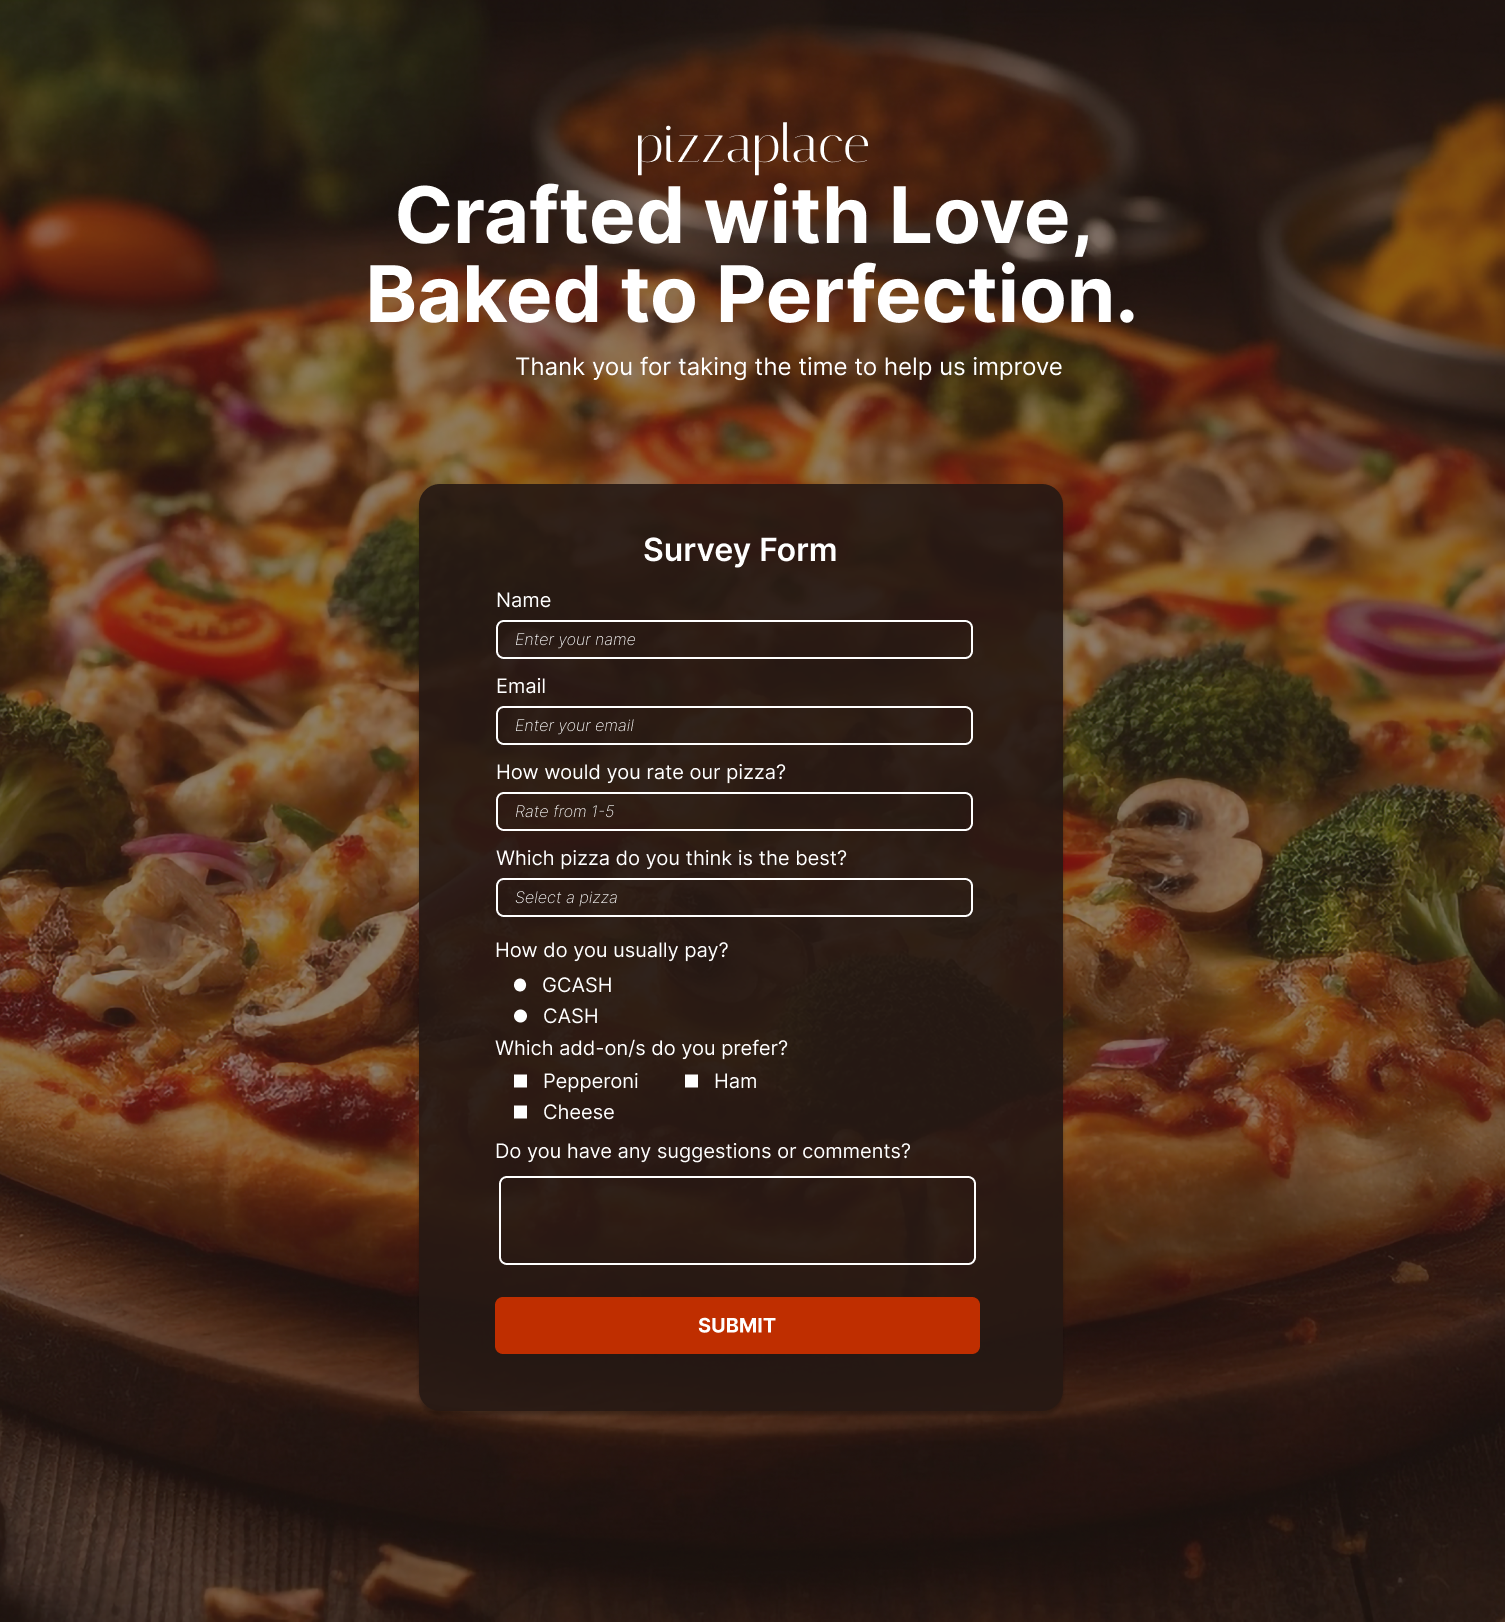 pizzaplace
Crafted with Love,
Baked to Perfection.
Thank you for taking the time to help us improve
Survey Form
Name
Enter your name
Email
Enter your email
How would you rate our pizza?
Rate from 1-5
Which pizza do you think is the best?
Select a pizza
How do you usually pay?
GCASH
CASH
Which add-on/s do you prefer?
Pepperoni Ham
Cheese
Do you have any suggestions or comments?
SUBMIT